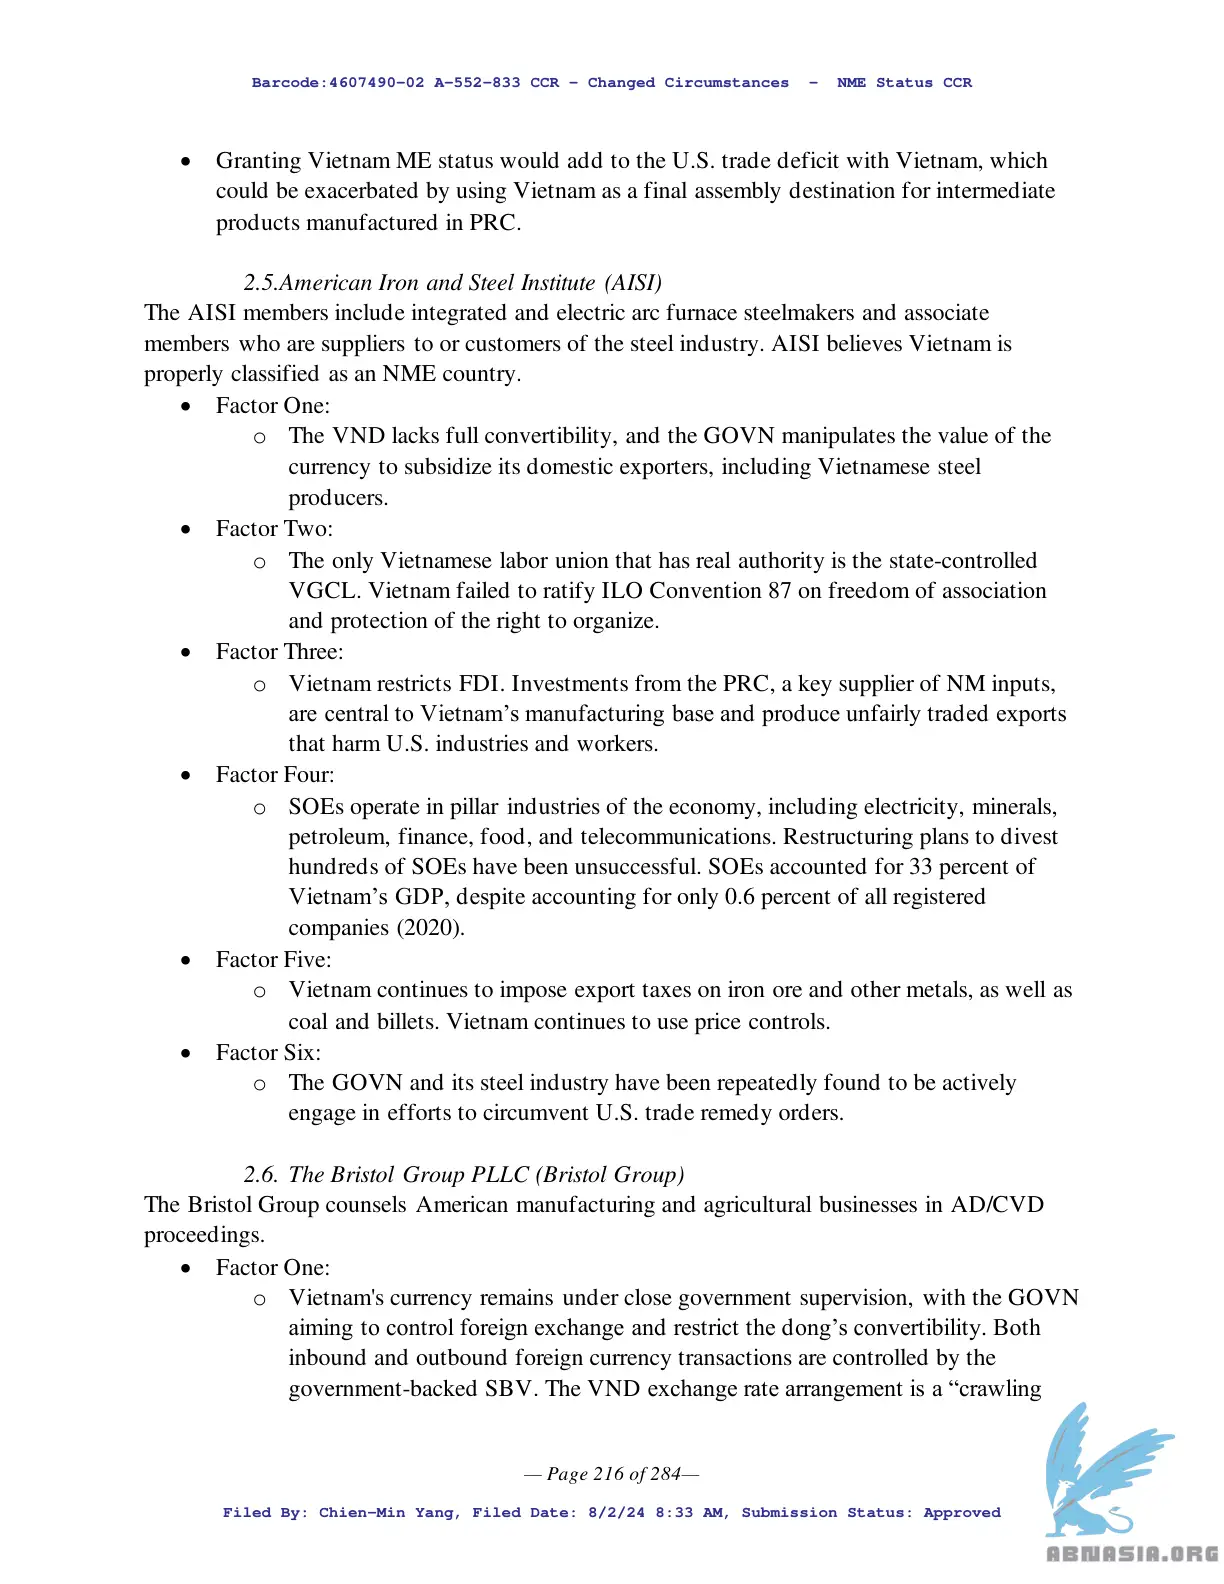 Barcode:4607490-02 A-552-833 CCR - Changed Circumstances - NME Status CCR
• Granting Vietnam ME status would add to the U.S. trade deficit with Vietnam, which
could be exacerbated by using Vietnam as a final assembly destination for intermediate
products manufactured in PRC.
2.5.American Iron and Steel Institute (AISI)
The AISI members include integrated and electric arc furnace steelmakers and associate
members who are suppliers to or customers of the steel industry. AISI believes Vietnam is
properly classified as an NME country.
• Factor One:
o The VND lacks full convertibility, and the GOVN manipulates the value of the
currency to subsidize its domestic exporters, including Vietnamese steel
producers.
• Factor Two:
o The only Vietnamese labor union that has real authority is the state-controlled
VGCL. Vietnam failed to ratify ILO Convention 87 on freedom of association
and protection of the right to organize.
• Factor Three:
o Vietnam restricts FDI. Investments from the PRC, a key supplier of NM inputs,
are central to Vietnam’s manufacturing base and produce unfairly traded exports
that harm U.S. industries and workers.
• Factor Four:
o SOEs operate in pillar industries of the economy, including electricity, minerals,
petroleum, finance, food, and telecommunications. Restructuring plans to divest
hundreds of SOEs have been unsuccessful. SOEs accounted for 33 percent of
Vietnam’s GDP, despite accounting for only 0.6 percent of all registered
companies (2020).
• Factor Five:
o Vietnam continues to impose export taxes on iron ore and other metals, as well as
coal and billets. Vietnam continues to use price controls.
• Factor Six:
o The GOVN and its steel industry have been repeatedly found to be actively
engage in efforts to circumvent U.S. trade remedy orders.
2.6. The Bristol Group PLLC (Bristol Group)
The Bristol Group counsels American manufacturing and agricultural businesses in AD/CVD
proceedings.
• Factor One:
o Vietnam's currency remains under close government supervision, with the GOVN
aiming to control foreign exchange and restrict the dong’s convertibility. Both
inbound and outbound foreign currency transactions are controlled by the
government-backed SBV. The VND exchange rate arrangement is a “crawling
— Page 216 of 284—
Filed By: Chien-Min Yang, Filed Date: 8/2/24 8:33 AM, Submission Status: Approved
ABNASIA.ORG